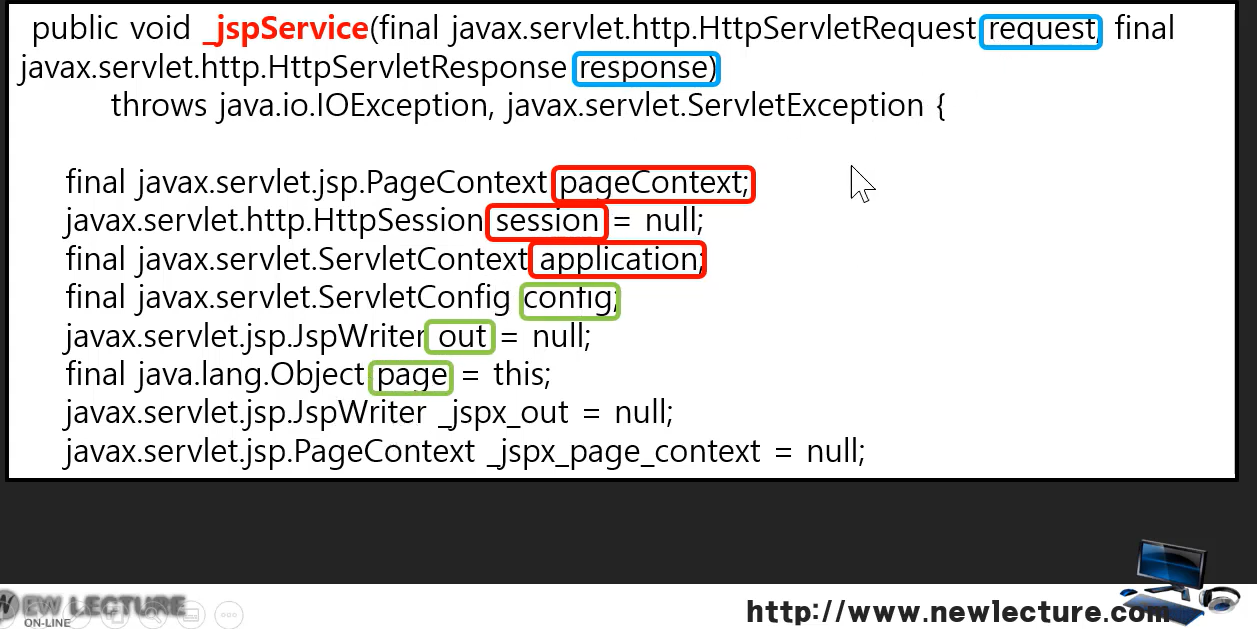 public void _jspService(final javax.servlet.http.HttpServletRequest request, final
javax.servlet.http.HttpServletResponse response)
throws java.io.IOException, javax.servlet.ServletException {
final javax.servlet.jsp.PageContext pageContext;
javax.servlet.http.HttpSession session = null;
final javax.servlet.ServletContext application;
final javax.servlet.ServletConfig config;
javax.servlet.jsp.JspWriter out = null;
final java.lang.Object page = this;
javax.servlet.jsp.JspWriter _jspx_out = null;
javax.servlet.jsp.PageContext _jspx_page_context = null;
NEW LECTURE
ON-LINE
http://www.newlecture.com